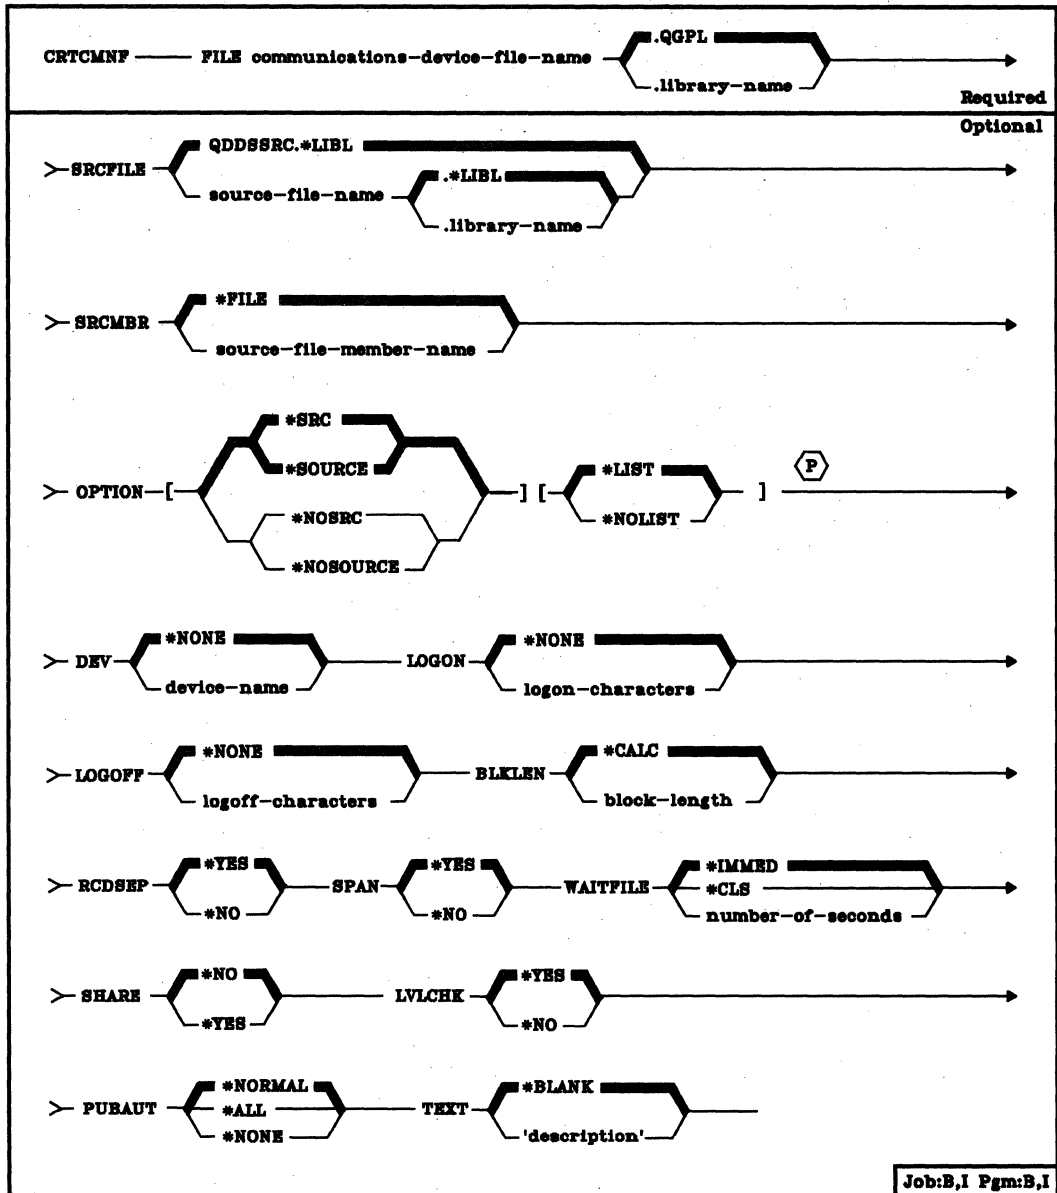 .QGPL
CRTCMNF FILE communications-device-file-name
.library-name
Required
Optional
QDDSSRC.*LIBL
SRCFILE
.*LIBL
source-file-name
.library-name
*FILE
SRCMBR
source-file-member-name
*SRC
*SOURCE
*LIST
P
OPTION [ ] [ ]
*NOSRC
*NOLIST
*NOSOURCE
*NONE *NONE
DEV LOGON
device-name logon-characters
*NONE *CALC
LOGOFF BLKLEN
logoff-characters block-length
*YES *YES *IMMED
RCDSEP SPAN WAITFILE *CLS
*NO *NO number-of-seconds
*NO *YES
SHARE LVLCHK
*YES *NO
*NORMAL *BLANK
PUBAUT *ALL TEXT
*NONE 'description'
Job:B,I Pgm:B,I